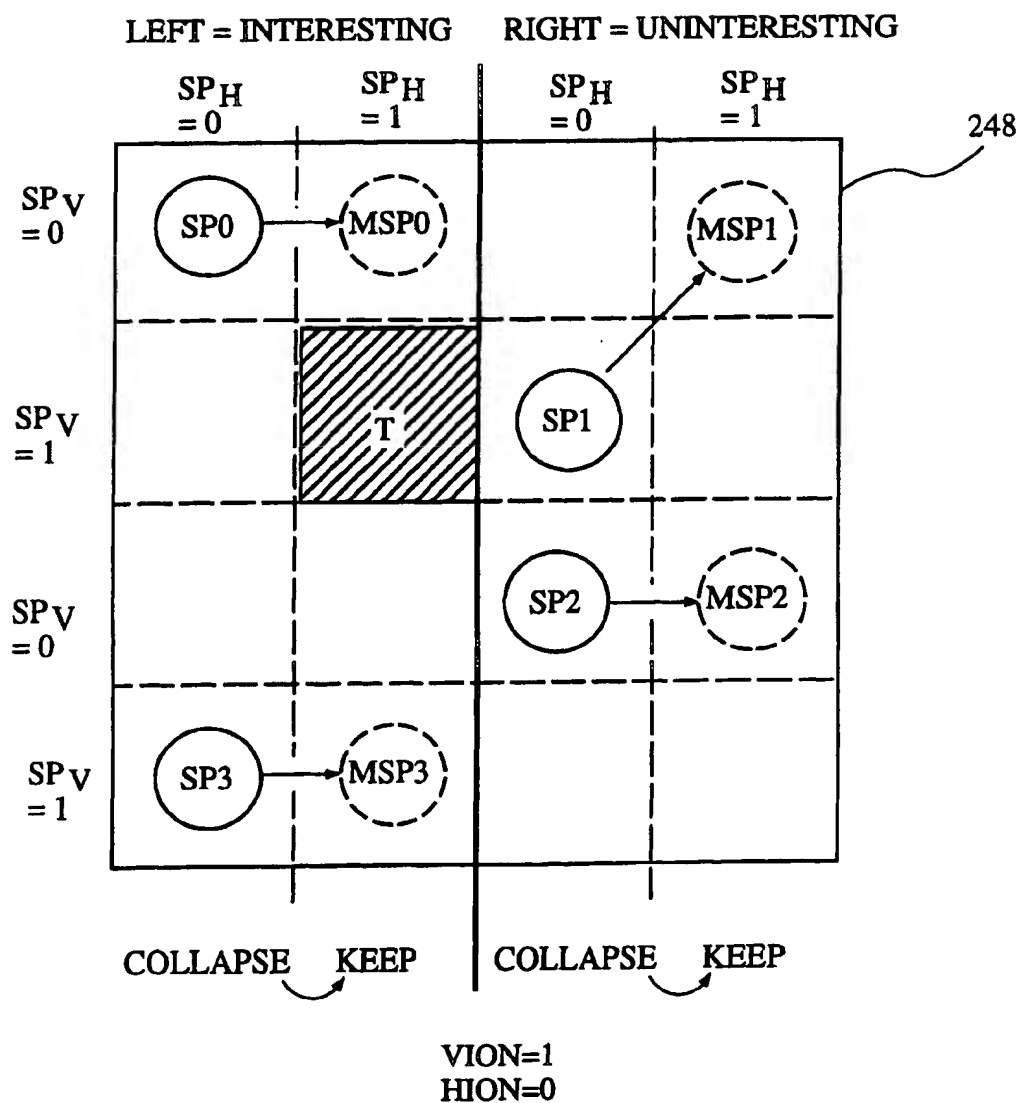 LEFT = INTERESTING
RIGHT = UNINTERESTING
SPH = 0
SPH = 1
SPH = 0
SPH = 1
248
SPV = 0
SP0
MSP0
MSP1
SPV = 1
T
SP1
SPV = 0
SP2
MSP2
SPV = 1
SP3
MSP3
COLLAPSE
KEEP
COLLAPSE
KEEP
VION=1
HION=0